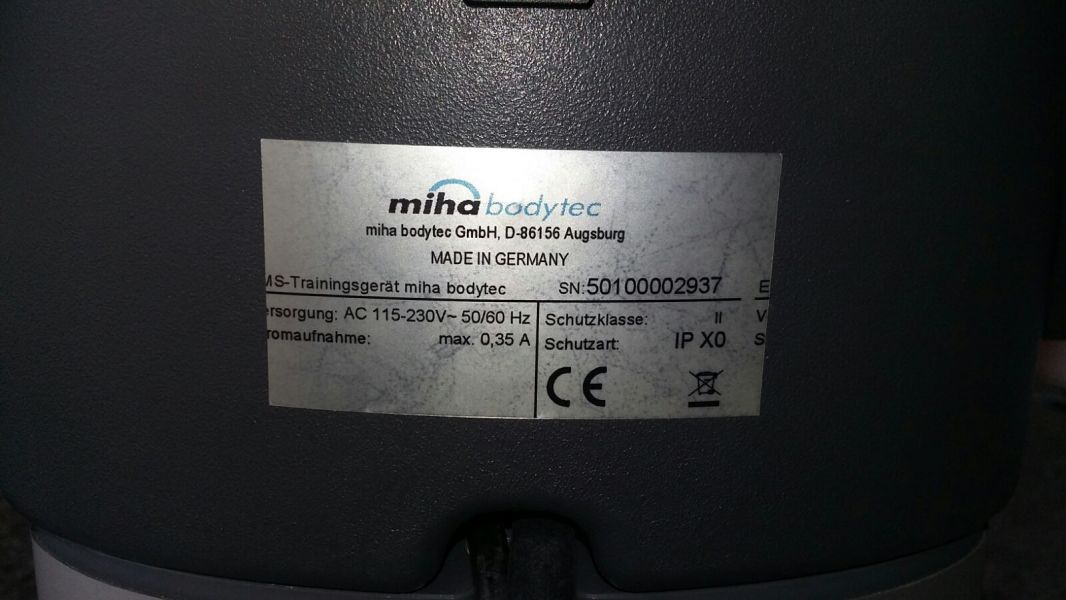 miha bodytec
miha bodytec GmbH, D-86156 Augsburg
MADE IN GERMANY
MS-Trainingsgerät miha bodytec SN:50100002937 E
ersorgung: AC 115-230V~ 50/60 Hz Schutzklasse: II V
romaufnahme: max. 0,35 A Schutzart: IP X0 S
CE